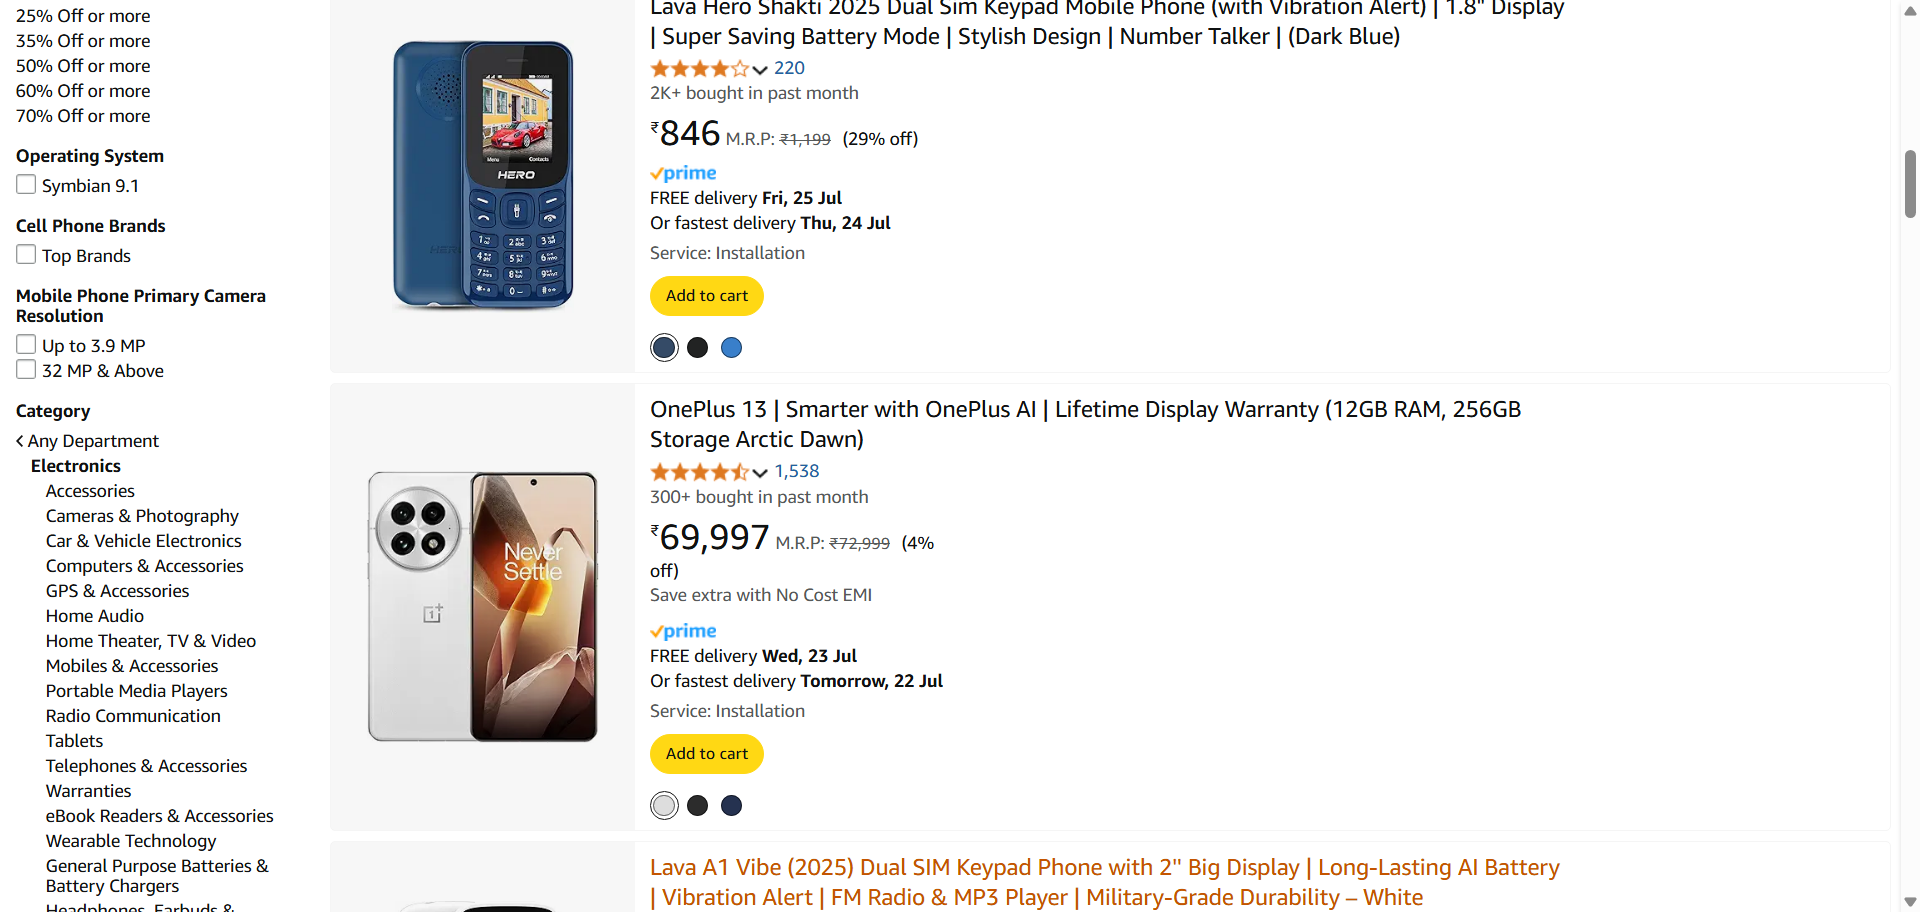 25% Off or more
35% Off or more
50% Off or more
60% Off or more
70% Off or more
Operating System
Symbian 9.1
Cell Phone Brands
Top Brands
Mobile Phone Primary Camera
Resolution
Up to 3.9 MP
32 MP & Above
Category
Any Department
Electronics
Accessories
Cameras & Photography
Car & Vehicle Electronics
Computers & Accessories
GPS & Accessories
Home Audio
Home Theater, TV & Video
Mobiles & Accessories
Portable Media Players
Radio Communication
Tablets
Telephones & Accessories
Warranties
eBook Readers & Accessories
Wearable Technology
General Purpose Batteries &
Battery Chargers
Headphones, Earbuds &
Menu Contacts
HERO
Lava Hero Shakti 2025 Dual Sim Keypad Mobile Phone (with Vibration Alert) | 1.8" Display
| Super Saving Battery Mode | Stylish Design | Number Talker | (Dark Blue)
220
2K+ bought in past month
₹846 M.R.P: ₹1,199 (29% off)
prime
FREE delivery Fri, 25 Jul
Or fastest delivery Thu, 24 Jul
Service: Installation
Add to cart
Never
Settle
OnePlus 13 | Smarter with OnePlus AI | Lifetime Display Warranty (12GB RAM, 256GB
Storage Arctic Dawn)
1,538
300+ bought in past month
₹69,997 M.R.P: ₹72,999 (4%
off)
Save extra with No Cost EMI
prime
FREE delivery Wed, 23 Jul
Or fastest delivery Tomorrow, 22 Jul
Service: Installation
Add to cart
Lava A1 Vibe (2025) Dual SIM Keypad Phone with 2" Big Display | Long-Lasting AI Battery
| Vibration Alert | FM Radio & MP3 Player | Military-Grade Durability – White